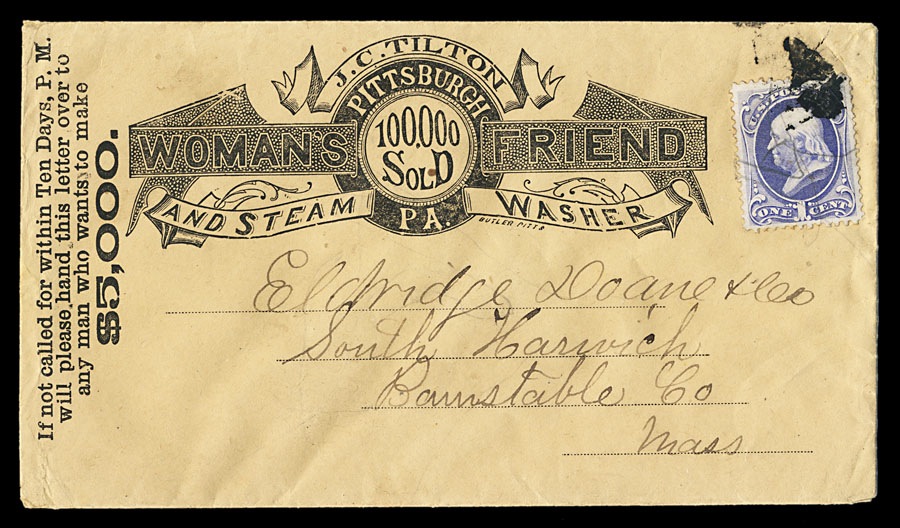 If not called for within Ten Days, P. M.
will please hand this letter over to
any man who wants to make
$5,000.
J. C. TILTON
PITTSBURGH
WOMAN'S 100,000 FRIEND
SOLD
AND STEAM PA. WASHER
BUTLER PITTS
U.S. POSTAGE
ONE 1 CENT
Eldridge Doane & Co
South Harwich
Barnstable Co
Mass